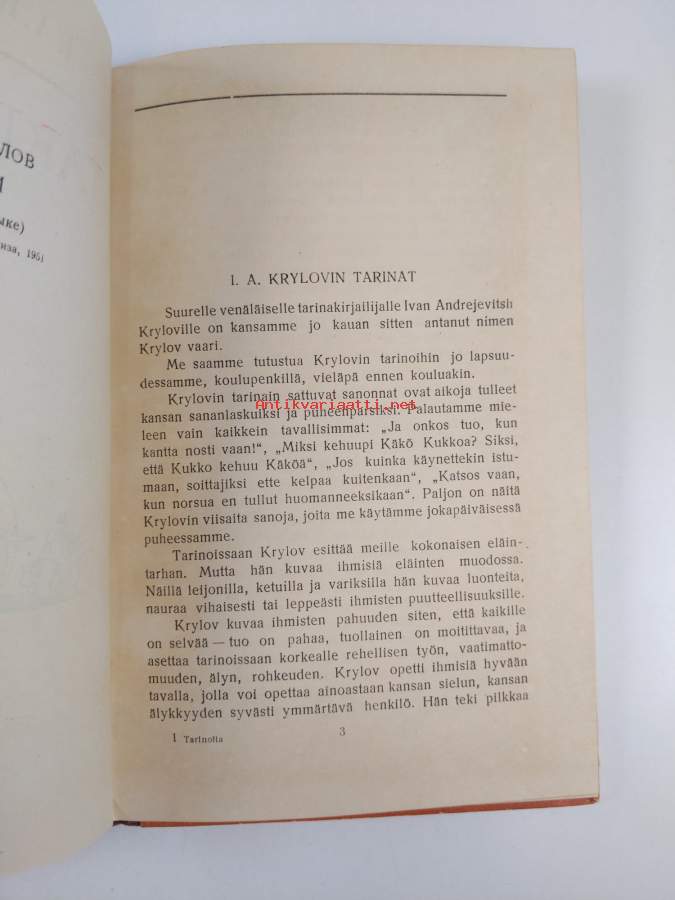 ЛОВ
И
ыке)
иза, 1951
I. A. KRYLOVIN TARINAT
Suurelle venäläiselle tarinakirjailijalle Ivan Andrejevitsh
Kryloville on kansamme jo kauan sitten antanut nimen
Krylov vaari.
Me saamme tutustua Krylovin tarinoihin jo lapsuu-
dessamme, koulupenkillä, vieläpä ennen kouluakin.
Krylovin tarinain sattuvat sanonnat ovat aikoja tulleet
kansan sananlaskuiksi ja puheenparsiksi. Palautamme mie-
leen vain kaikkein tavallisimmat: „Ja onkos tuo, kun
kantta nosti vaan!“, „Miksi kehuupi Käkö Kukkoa? Siksi,
että Kukko kehuu Käköä“, „Jos kuinka käynettekin istu-
maan, soittajiksi ette kelpaa kuitenkaan“, „Katsos vaan,
kun norsua en tullut huomanneeksikaan“. Paljon on näitä
Krylovin viisaita sanoja, joita me käytämme jokapäiväisessä
puheessamme.
Tarinoissaan Krylov esittää meille kokonaisen eläin-
tarhan. Mutta hän kuvaa ihmisiä eläinten muodossa.
Näillä leijonilla, ketuilla ja variksilla hän kuvaa luonteita,
nauraa vihaisesti tai leppeästi ihmisten puutteellisuuksille.
Krylov kuvaa ihmisten pahuuden siten, että kaikille
on selvää — tuo on pahaa, tuollainen on moitittavaa, ja
asettaa tarinoissaan korkealle rehellisen työn, vaatimatto-
muuden, älyn, rohkeuden. Krylov opetti ihmisiä hyvään
tavalla, jolla voi opettaa ainoastaan kansan sielun, kansan
älykkyyden syvästi ymmärtävä henkilö. Hän teki pilkkaa
1 Tarinoita
3
Antikvariaatti.net